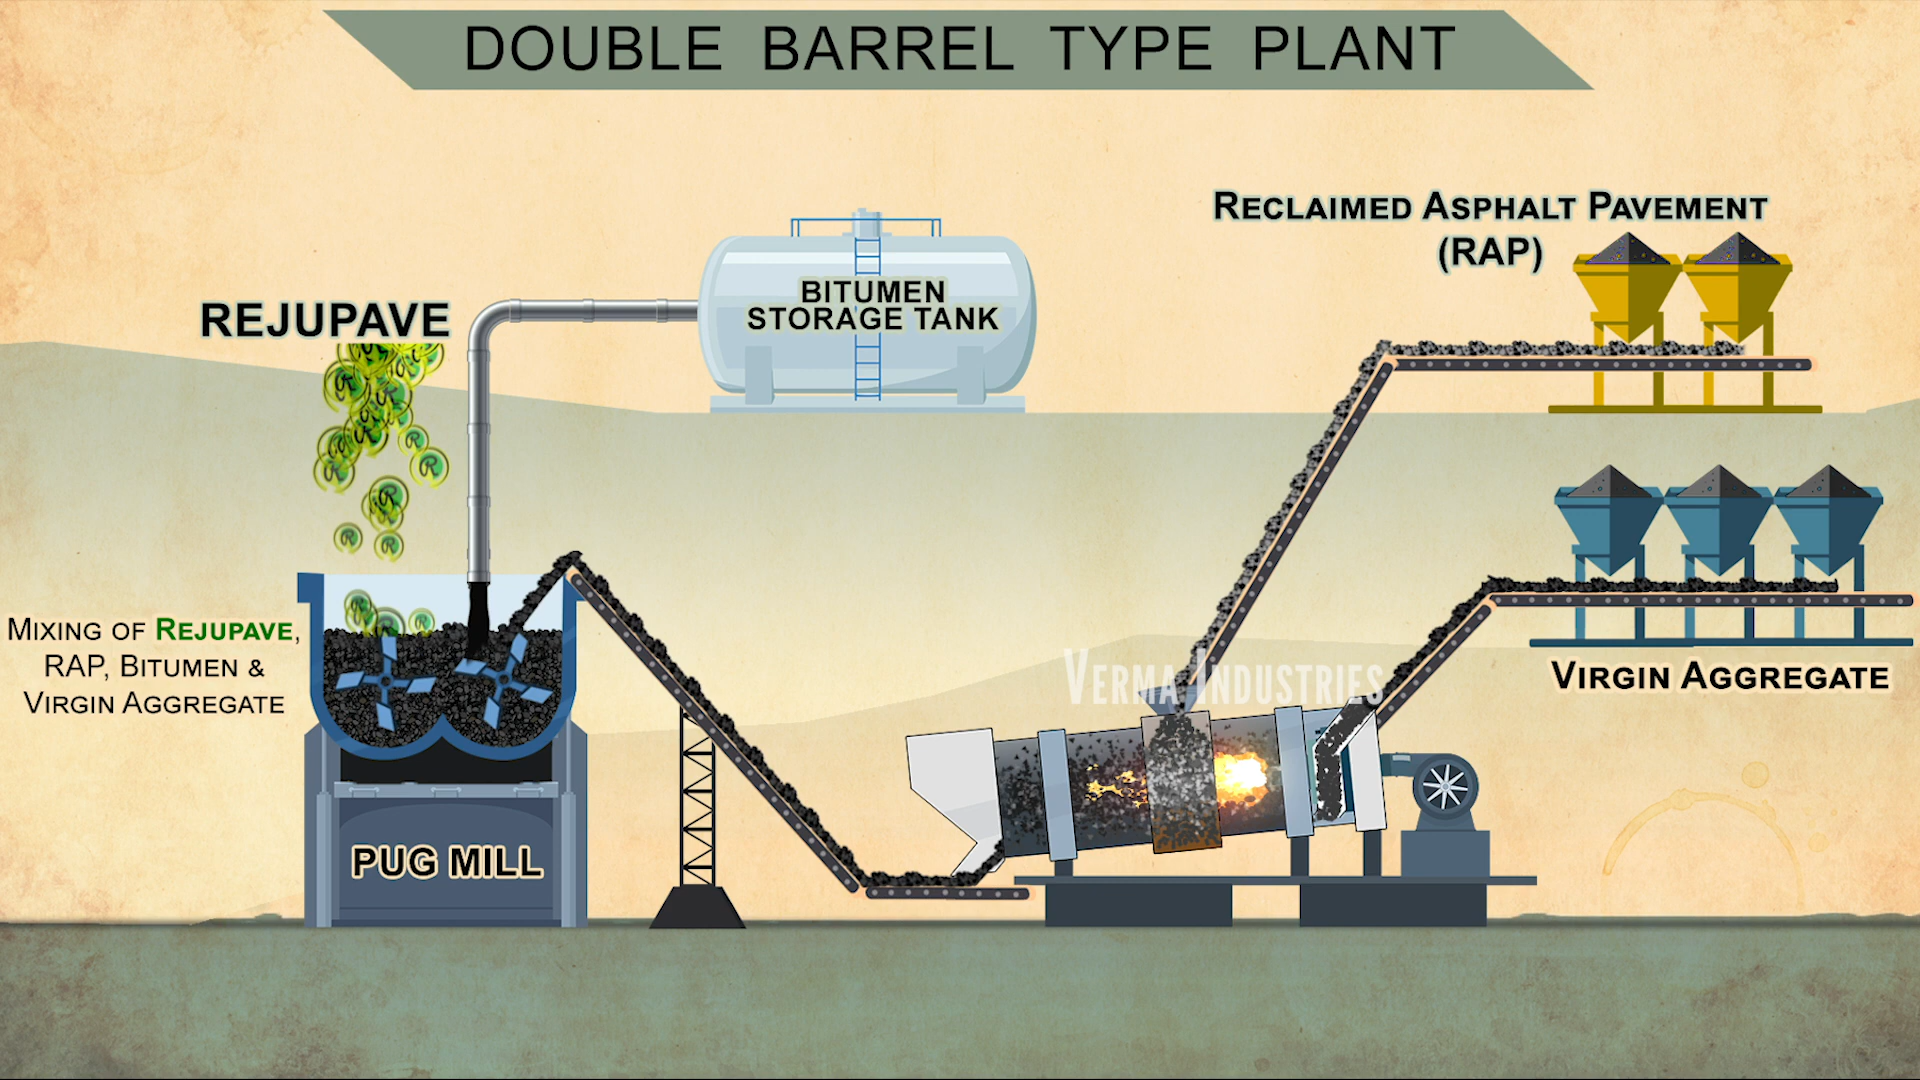 DOUBLE BARREL TYPE PLANT
RECLAIMED ASPHALT PAVEMENT
(RAP)
BITUMEN
STORAGE TANK
REJUPAVE
MIXING OF REJUPAVE,
RAP, BITUMEN &
VIRGIN AGGREGATE
VERMA INDUSTRIES
VIRGIN AGGREGATE
PUG MILL
R